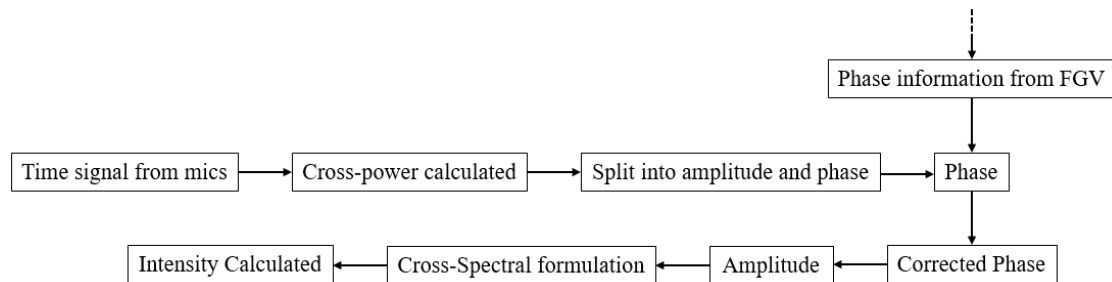 Phase information from FGV
Time signal from mics
Cross-power calculated
Split into amplitude and phase
Phase
Intensity Calculated
Cross-Spectral formulation
Amplitude
Corrected Phase